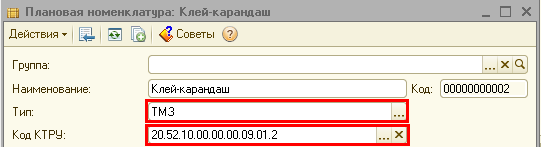 Плановая номенклатура: Клей-карандаш
Действия Советы
Группа:
Наименование: Клей-карандаш Код: 00000000002
Тип: ТМЗ
Код КТРУ: 20.52.10.00.00.00.09.01.2